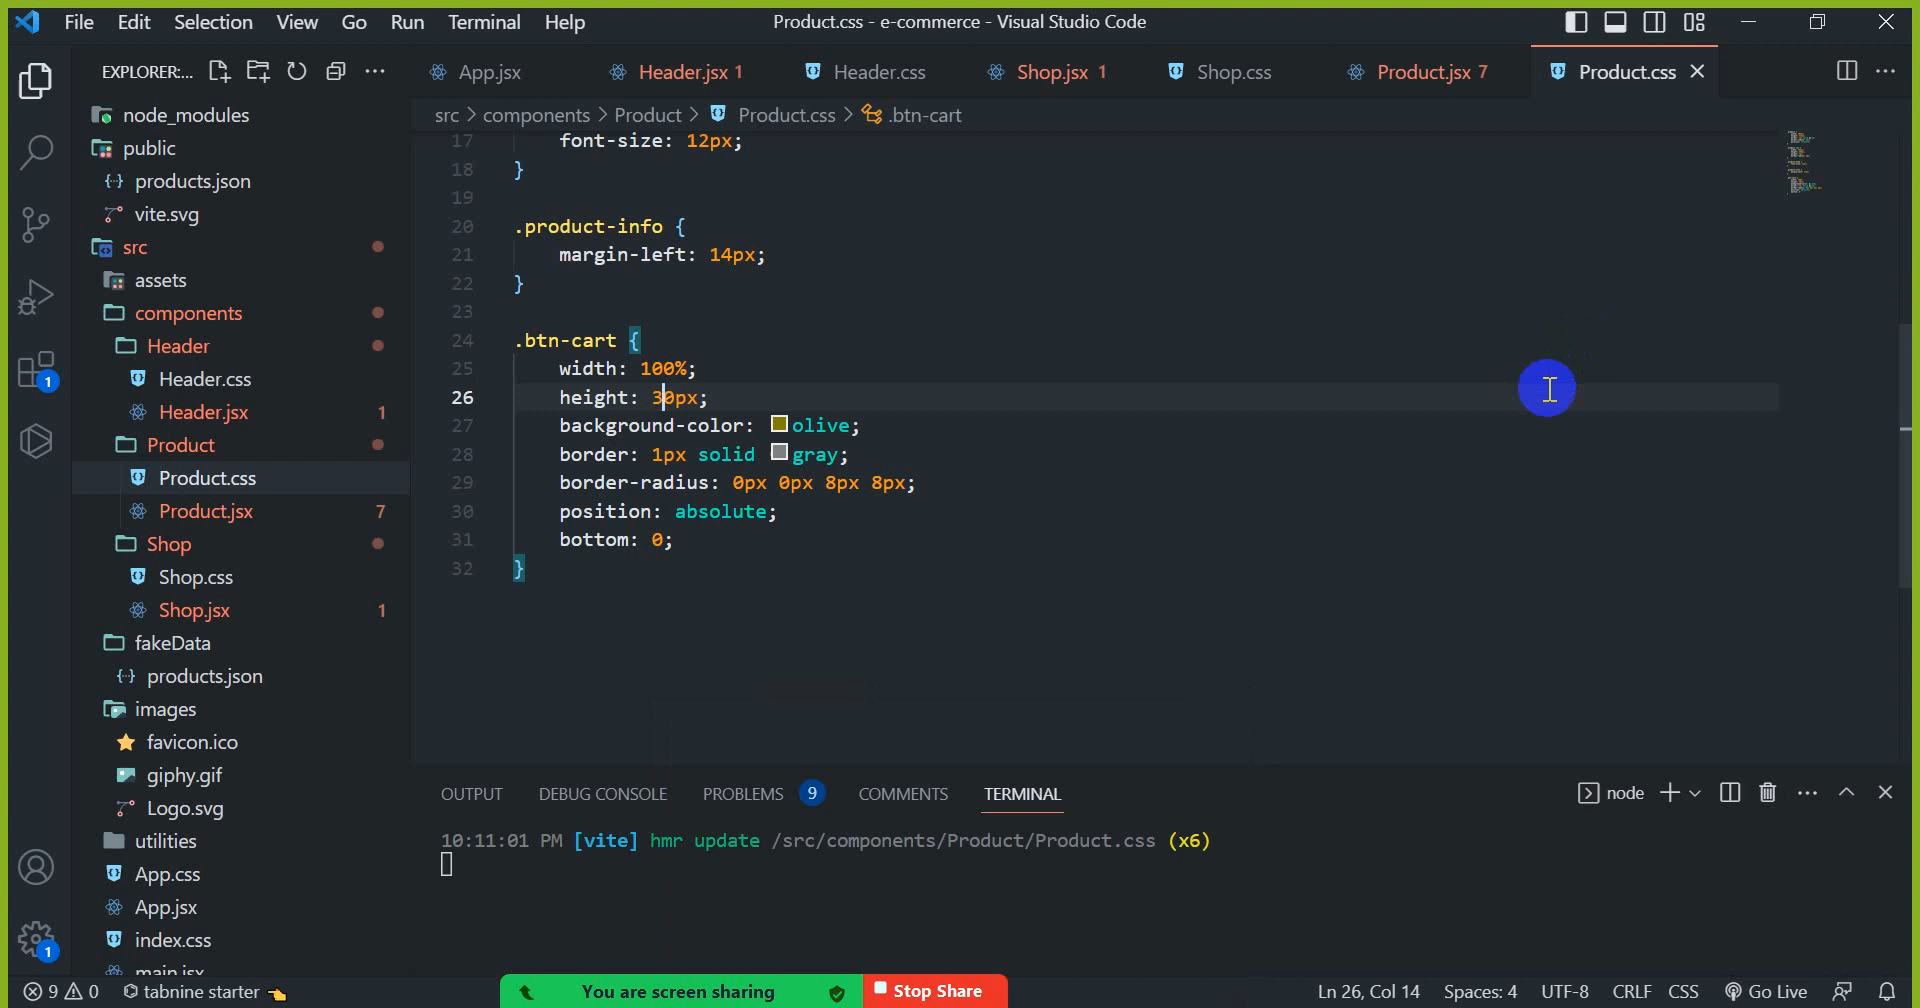 File Edit Selection View Go Run Terminal Help
Product.css - e-commerce - Visual Studio Code
EXPLORER:...
App.jsx
Header.jsx 1
Header.css
Shop.jsx 1
Shop.css
Product.jsx 7
Product.css
src > components > Product > Product.css > .btn-cart
node_modules
public
products.json
vite.svg
src
assets
components
Header
Header.css
Header.jsx 1
Product
Product.css
Product.jsx 7
Shop
Shop.css
Shop.jsx 1
fakeData
products.json
images
favicon.ico
giphy.gif
Logo.svg
utilities
App.css
App.jsx
index.css
main.jsx
1
1
17 font-size: 12px;
18 }
19
20 .product-info {
21 margin-left: 14px;
22 }
23
24 .btn-cart {
25 width: 100%;
26 height: 30px;
27 background-color: olive;
28 border: 1px solid gray;
29 border-radius: 0px 0px 8px 8px;
30 position: absolute;
31 bottom: 0;
32 }
OUTPUT DEBUG CONSOLE PROBLEMS 9 COMMENTS TERMINAL
node
10:11:01 PM [vite] hmr update /src/components/Product/Product.css (x6)
9 0 tabnine starter
You are screen sharing
Stop Share
Ln 26, Col 14 Spaces: 4 UTF-8 CRLF CSS Go Live